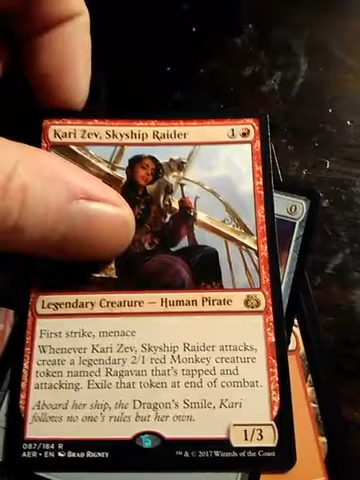 Kari Zev, Skyship Raider 1
Legendary Creature — Human Pirate
First strike, menace
Whenever Kari Zev, Skyship Raider attacks,
create a legendary 2/1 red Monkey creature
token named Ragavan that's tapped and
attacking. Exile that token at end of combat.
Aboard her ship, the Dragon's Smile, Kari
follows no one's rules but her own.
1/3
087/184 R
AER • EN BRAD RIGNEY
™ & © 2017 Wizards of the Coast
0